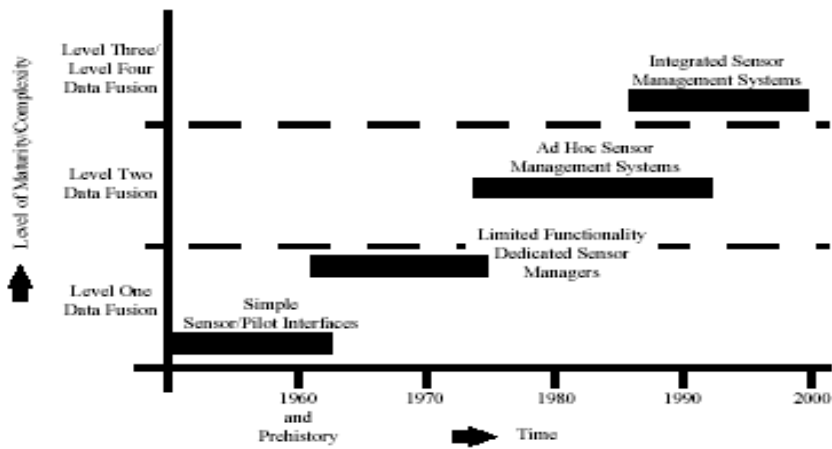 Level of Maturity/Complexity
Level Three/
Level Four
Data Fusion
Integrated Sensor
Management Systems
Level Two
Data Fusion
Ad Hoc Sensor
Management Systems
Limited Functionality
Dedicated Sensor
Managers
Level One
Data Fusion
Simple
Sensor/Pilot Interfaces
1960
and
Prehistory
1970
1980
1990
2000
Time